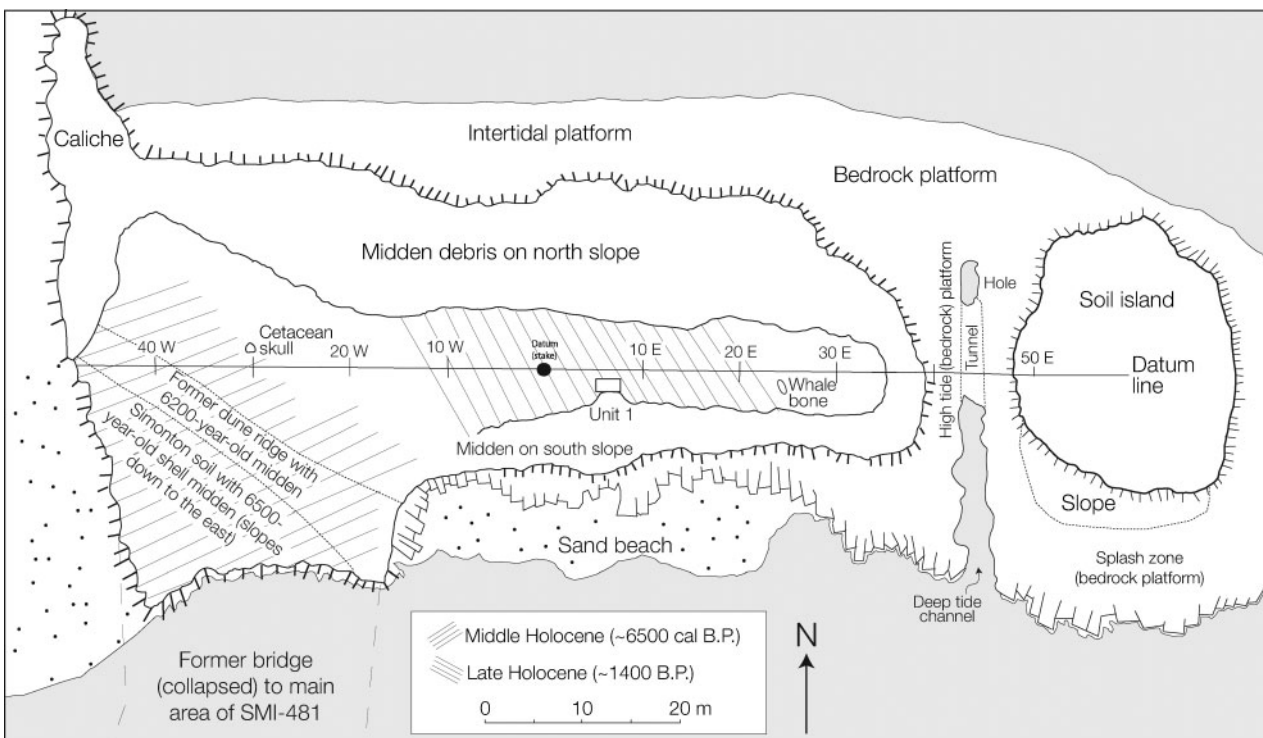 Caliche
Intertidal platform
Bedrock platform
Midden debris on north slope
High tide (bedrock) platform
Hole
Tunnel
Soil island
Cetacean
skull
40 W
20 W
10 W
Datum
(stake)
10 E
20 E
30 E
50 E
Datum
line
Whale
bone
Unit 1
Former dune ridge with
6200-year-old midden
Simonton soil with 6500-
year-old shell midden (slopes
down to the east)
Midden on south slope
Slope
Sand beach
Splash zone
(bedrock platform)
Deep tide
channel
Former bridge
(collapsed) to main
area of SMI-481
Middle Holocene (~6500 cal B.P.)
Late Holocene (~1400 B.P.)
0 10 20 m
N